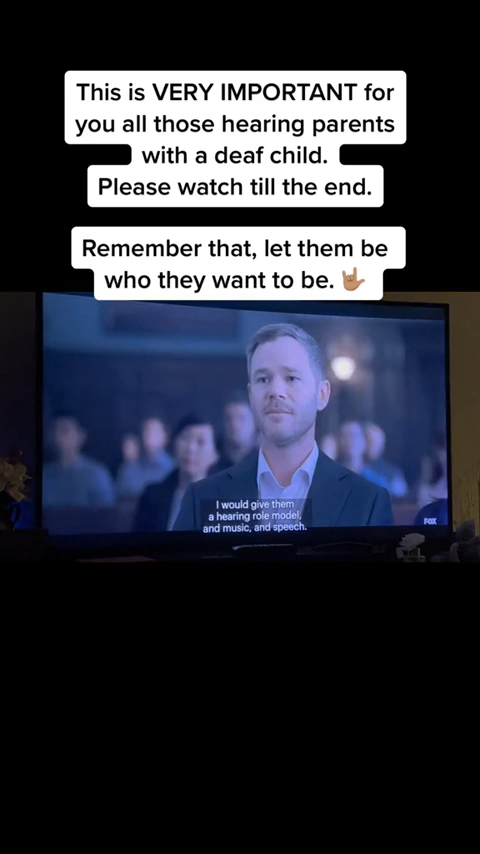 This is VERY IMPORTANT for
you all those hearing parents
with a deaf child.
Please watch till the end.
Remember that, let them be
who they want to be. 🤟🏽
I would give them
a hearing role model,
and music, and speech.
FOX